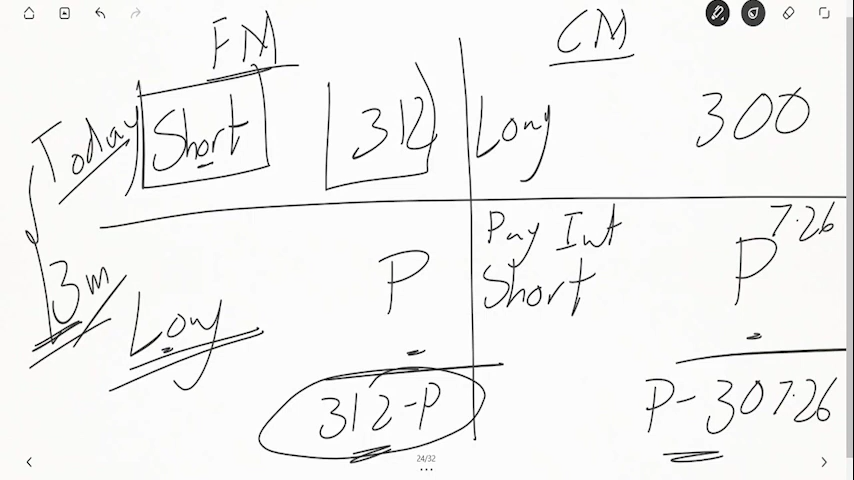 FM CM
Today Short 312 Long 300
Pay Int 7.26
3m Long P Short P
312-P P-307.26
24/32